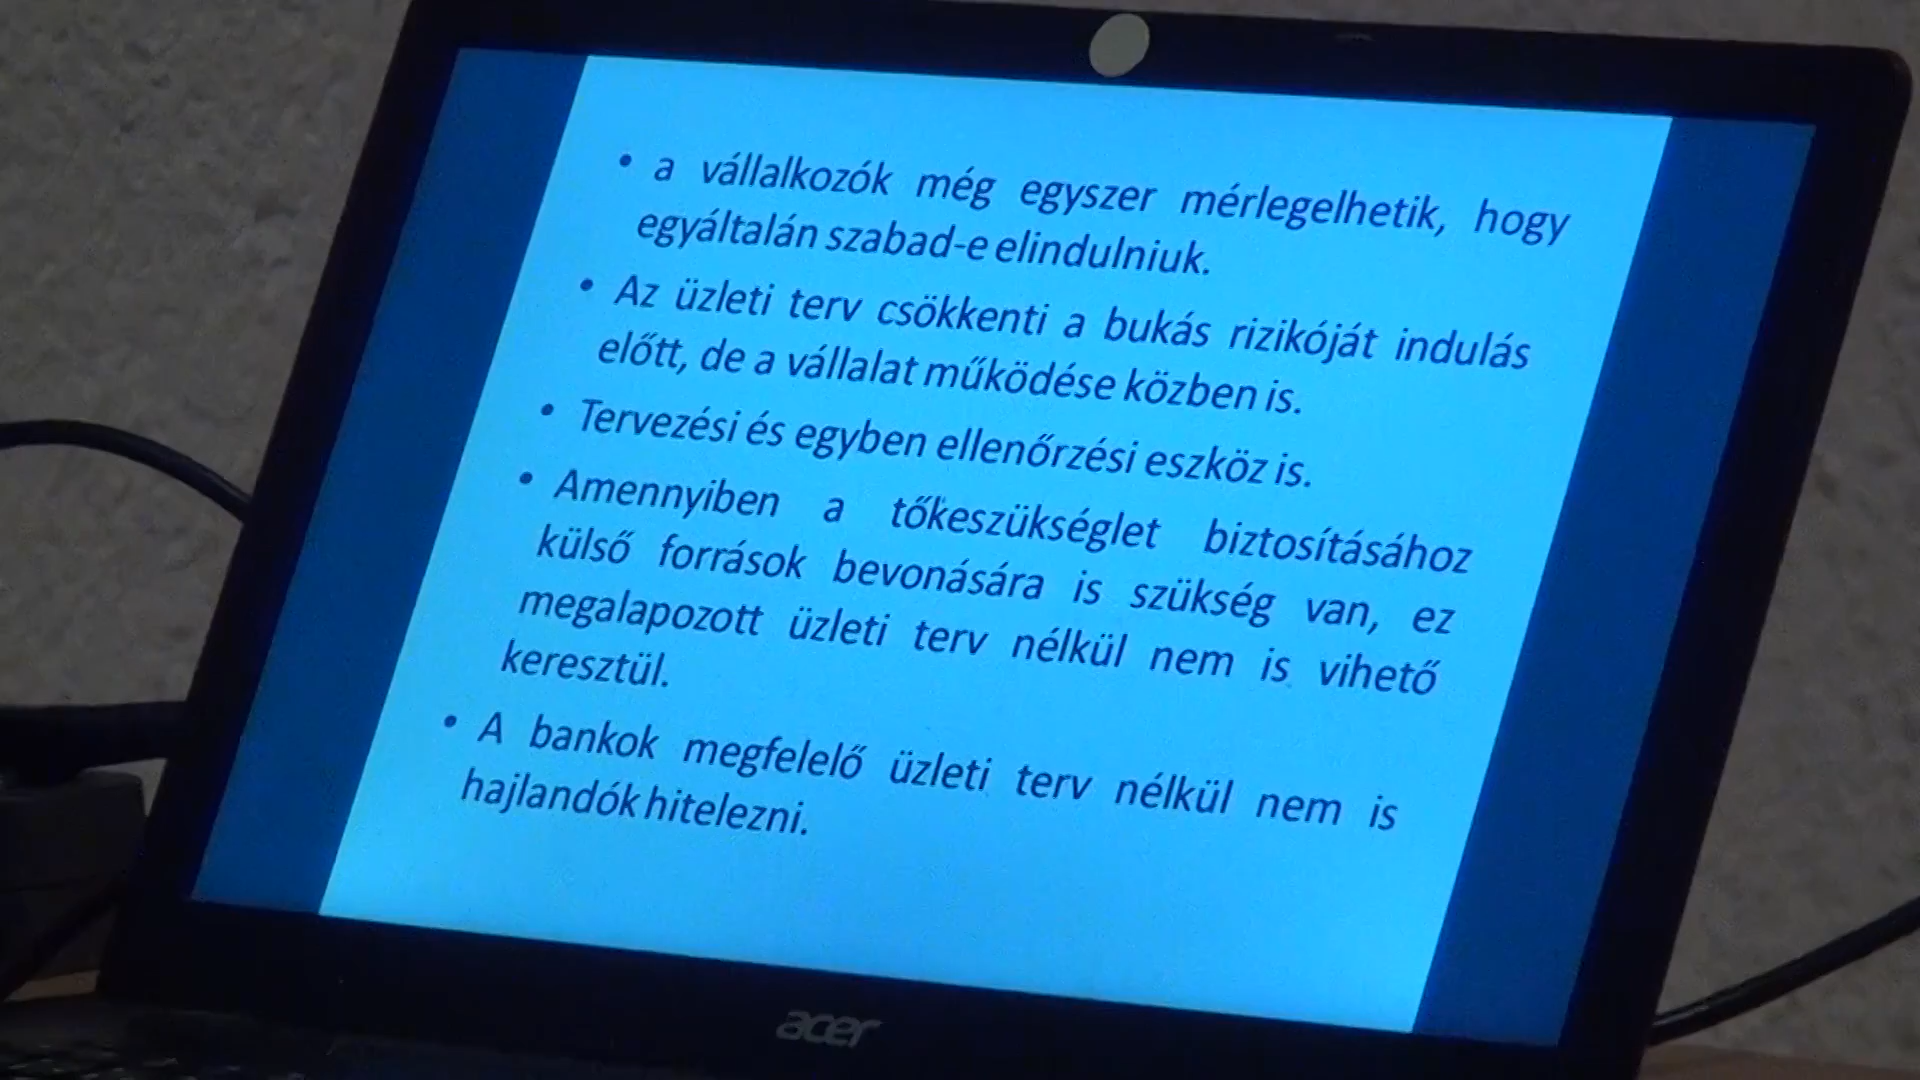 • a vállalkozók még egyszer mérlegelhetik, hogy
egyáltalán szabad-e elindulniuk.
• Az üzleti terv csökkenti a bukás rizikóját indulás
előtt, de a vállalat működése közben is.
• Tervezési és egyben ellenőrzési eszköz is.
• Amennyiben a tőkeszükséglet biztosításához
külső források bevonására is szükség van, ez
megalapozott üzleti terv nélkül nem is vihető
keresztül.
• A bankok megfelelő üzleti terv nélkül nem is
hajlandók hitelezni.
acer